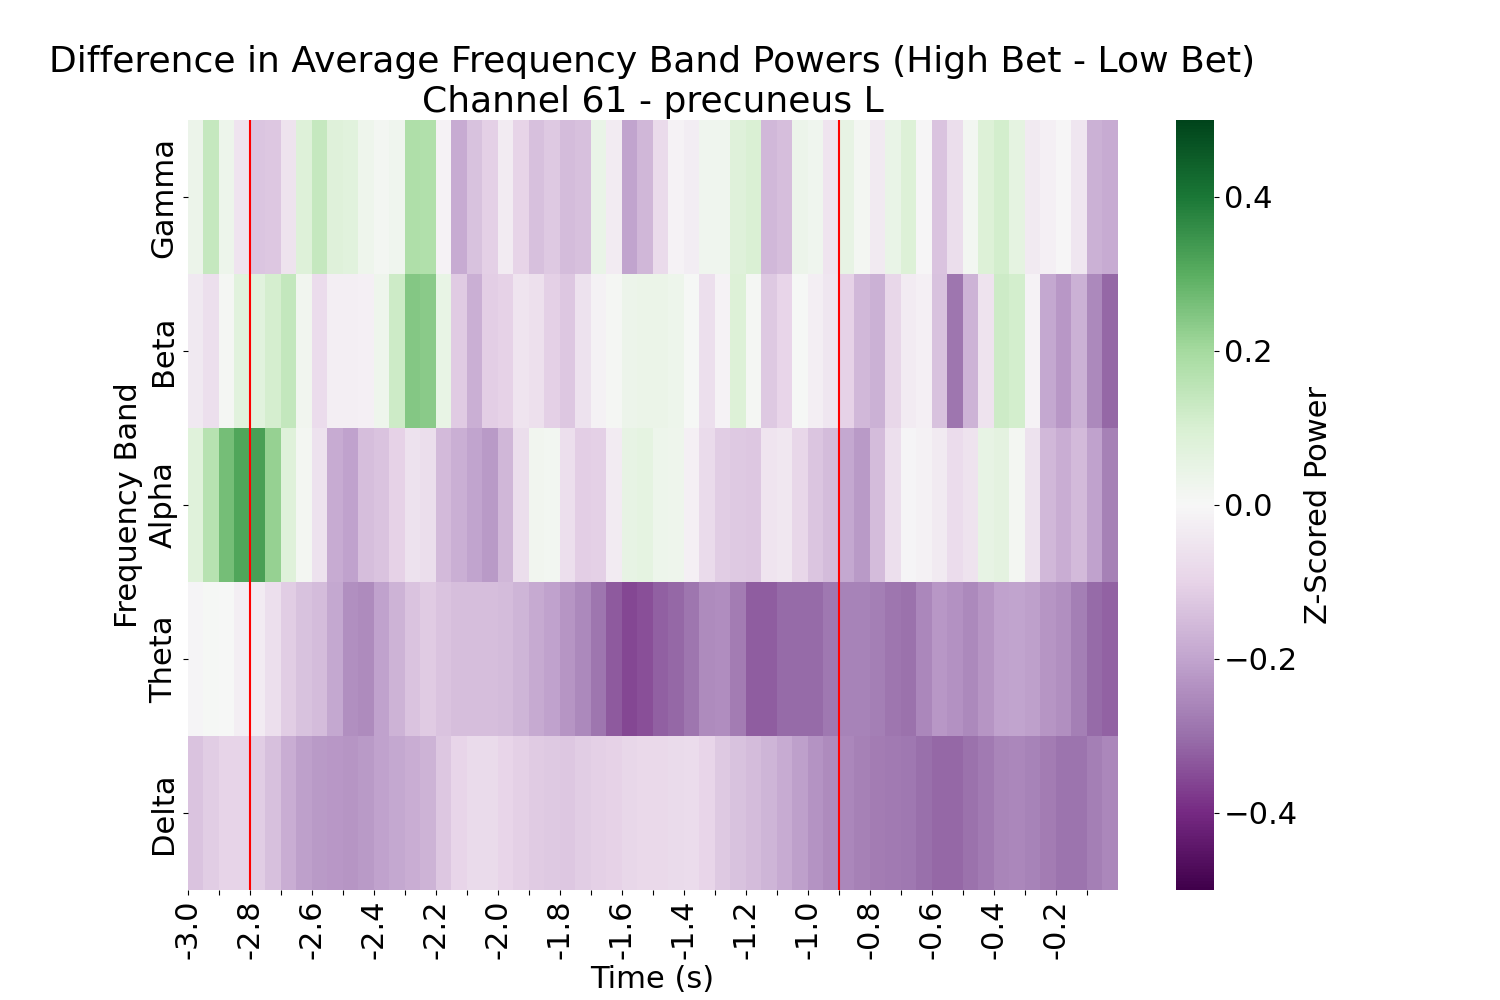 Difference in Average Frequency Band Powers (High Bet - Low Bet)
Channel 61 - precuneus L
Frequency Band
Gamma
Beta
Alpha
Theta
Delta
-3.0
-2.8
-2.6
-2.4
-2.2
-2.0
-1.8
-1.6
-1.4
-1.2
-1.0
-0.8
-0.6
-0.4
-0.2
Time (s)
0.4
0.2
0.0
−0.2
−0.4
Z-Scored Power